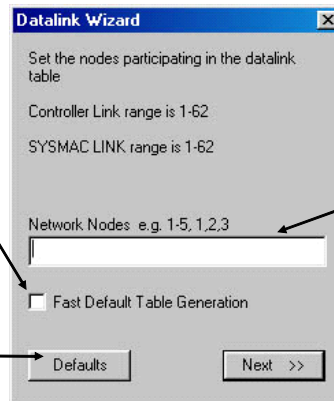 Datalink Wizard
Set the nodes participating in the datalink
table
Controller Link range is 1-62
SYSMAC LINK range is 1-62
Network Nodes e.g. 1-5, 1,2,3
Fast Default Table Generation
Defaults
Next >>